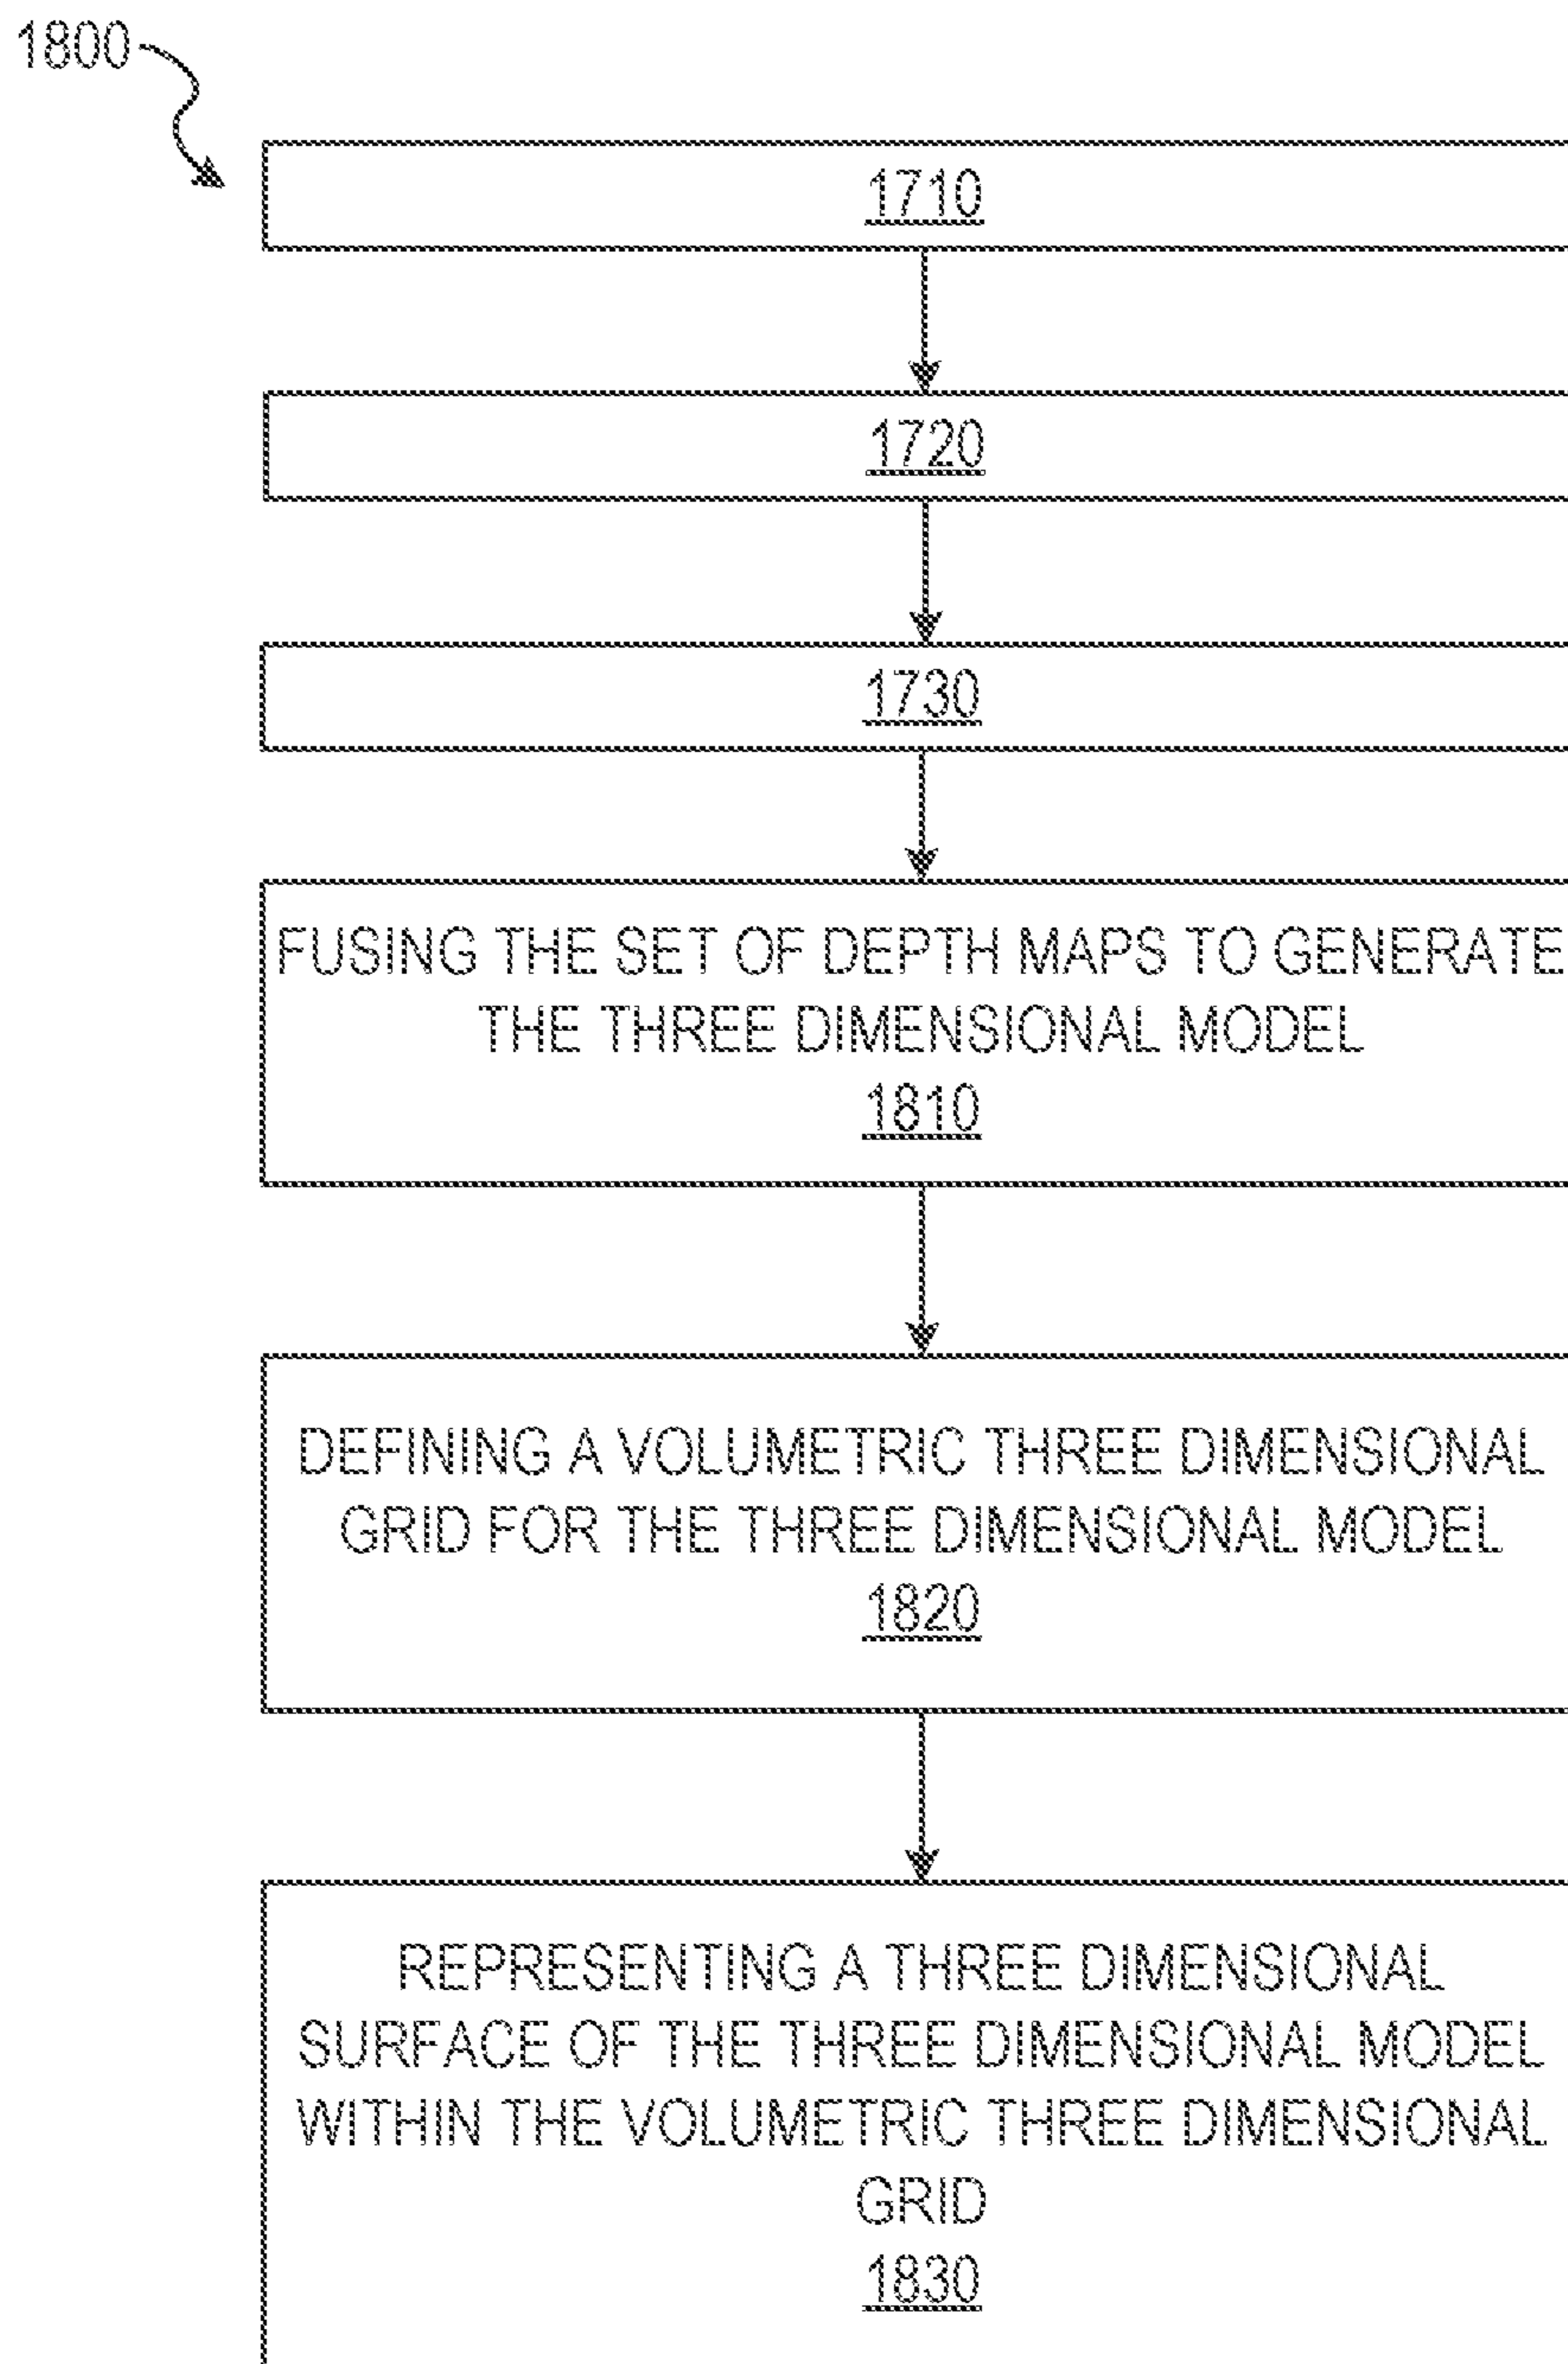 1800
1710
1720
1730
FUSING THE SET OF DEPTH MAPS TO GENERATE
THE THREE DIMENSIONAL MODEL
1810
DEFINING A VOLUMETRIC THREE DIMENSIONAL
GRID FOR THE THREE DIMENSIONAL MODEL
1820
REPRESENTING A THREE DIMENSIONAL
SURFACE OF THE THREE DIMENSIONAL MODEL
WITHIN THE VOLUMETRIC THREE DIMENSIONAL
GRID
1830